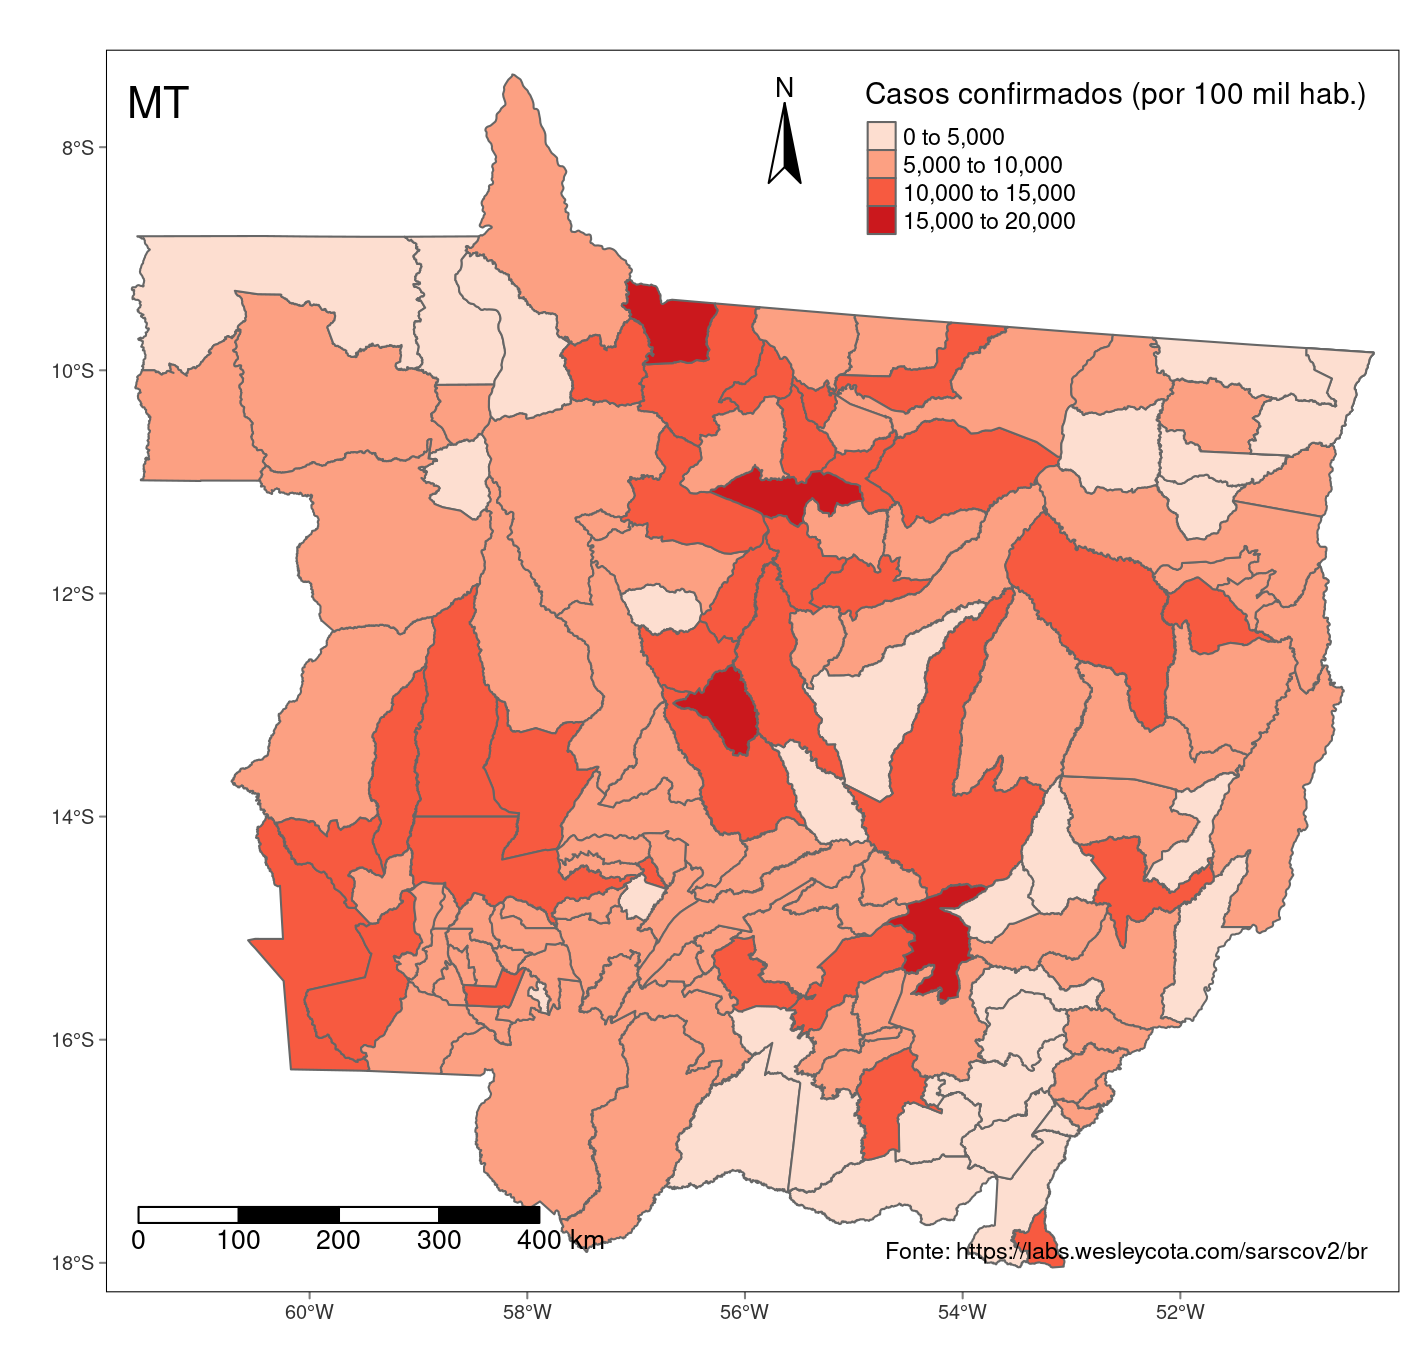 MT
N
Casos confirmados (por 100 mil hab.)
0 to 5,000
5,000 to 10,000
10,000 to 15,000
15,000 to 20,000
8°S
10°S
12°S
14°S
16°S
18°S
0 100 200 300 400 km
Fonte: https://labs.wesleycota.com/sarscov2/br
60°W 58°W 56°W 54°W 52°W